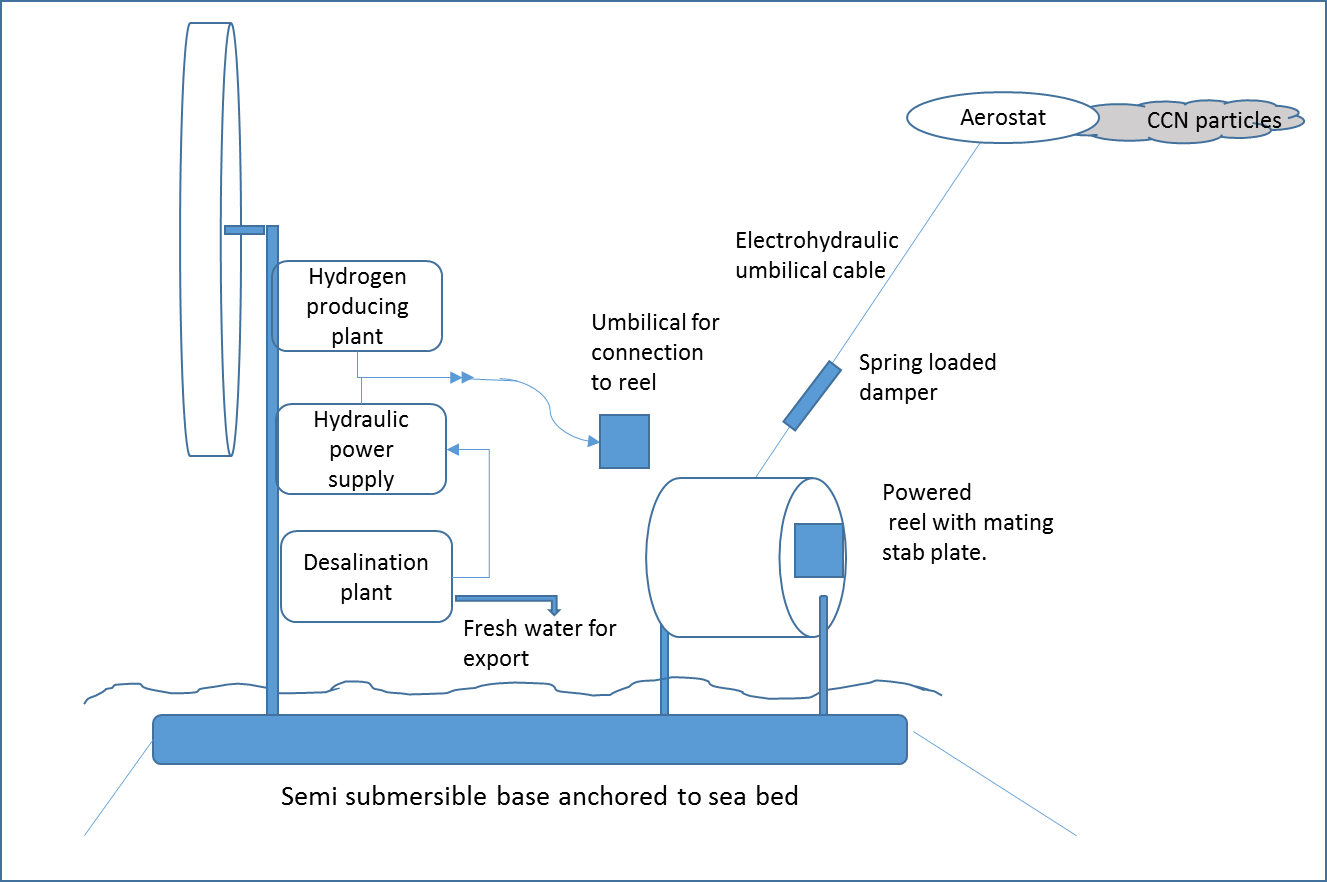 Aerostat
CCN particles
Electrohydraulic
umbilical cable
Hydrogen
producing
plant
Umbilical for
connection
to reel
Spring loaded
damper
Hydraulic
power
supply
Powered
reel with mating
stab plate.
Desalination
plant
Fresh water for
export
Semi submersible base anchored to sea bed